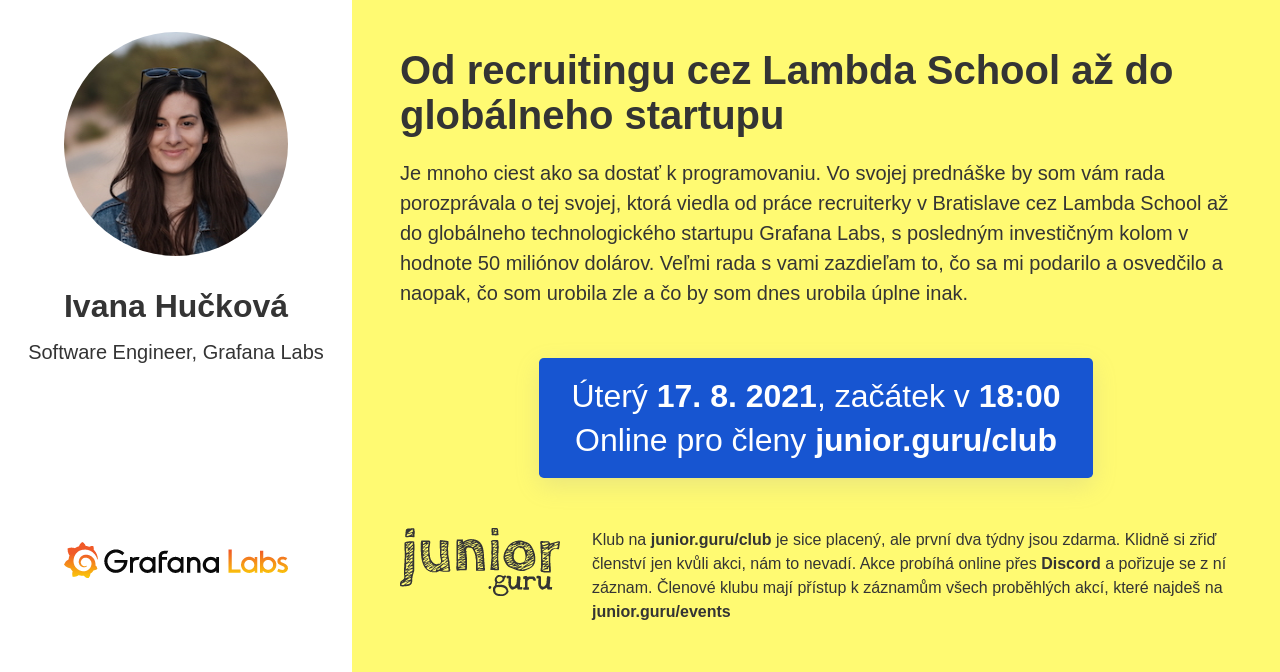 Ivana Hučková
Software Engineer, Grafana Labs
Grafana Labs
Od recruitingu cez Lambda School až do
globálneho startupu
Je mnoho ciest ako sa dostať k programovaniu. Vo svojej prednáške by som vám rada
porozprávala o tej svojej, ktorá viedla od práce recruiterky v Bratislave cez Lambda School až
do globálneho technologického startupu Grafana Labs, s posledným investičným kolom v
hodnote 50 miliónov dolárov. Veľmi rada s vami zazdieľam to, čo sa mi podarilo a osvedčilo a
naopak, čo som urobila zle a čo by som dnes urobila úplne inak.
Úterý 17. 8. 2021, začátek v 18:00
Online pro členy junior.guru/club
junior
.guru
Klub na junior.guru/club je sice placený, ale první dva týdny jsou zdarma. Klidně si zřiď
členství jen kvůli akci, nám to nevadí. Akce probíhá online přes Discord a pořizuje se z ní
záznam. Členové klubu mají přístup k záznamům všech proběhlých akcí, které najdeš na
junior.guru/events